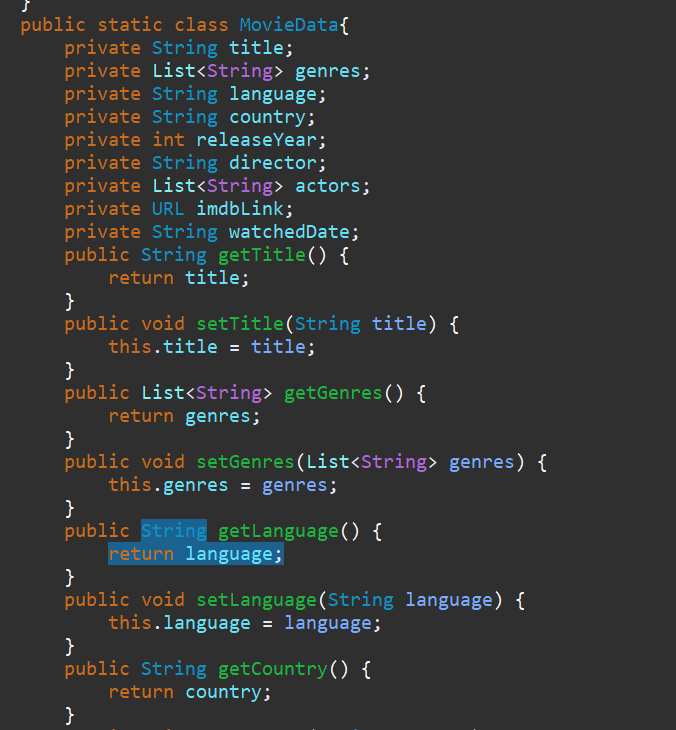 }
public static class MovieData{
private String title;
private List<String> genres;
private String language;
private String country;
private int releaseYear;
private String director;
private List<String> actors;
private URL imdbLink;
private String watchedDate;
public String getTitle() {
return title;
}
public void setTitle(String title) {
this.title = title;
}
public List<String> getGenres() {
return genres;
}
public void setGenres(List<String> genres) {
this.genres = genres;
}
public String getLanguage() {
return language;
}
public void setLanguage(String language) {
this.language = language;
}
public String getCountry() {
return country;
}